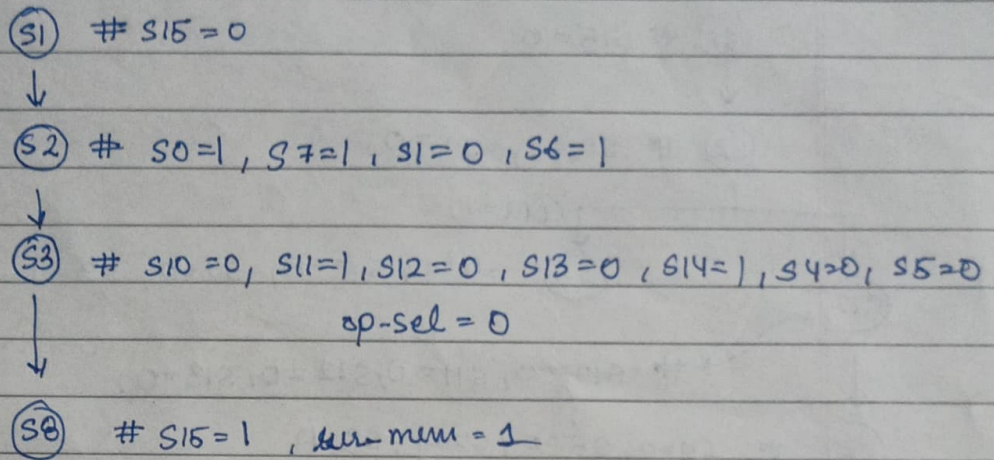 S1 # S15=0
↓
S2 # S0=1, S7=1, S1=0, S6=1
↓
S3 # S10=0, S11=1, S12=0, S13=0, S14=1, S4=0, S5=0
op-sel = 0
↓
S8 # S15=1, mem = 1